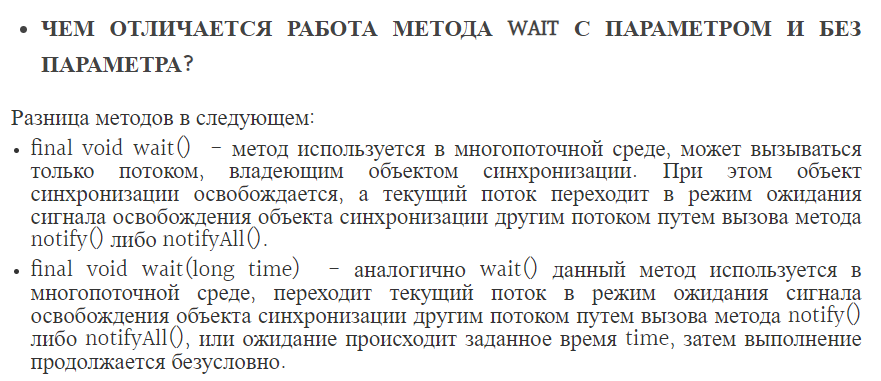 • ЧЕМ ОТЛИЧАЕТСЯ РАБОТА МЕТОДА WAIT С ПАРАМЕТРОМ И БЕЗ
ПАРАМЕТРА?
Разница методов в следующем:
• final void wait() – метод используется в многопоточной среде, может вызываться
только потоком, владеющим объектом синхронизации. При этом объект
синхронизации освобождается, а текущий поток переходит в режим ожидания
сигнала освобождения объекта синхронизации другим потоком путем вызова метода
notify() либо notifyAll().
• final void wait(long time) – аналогично wait() данный метод используется в
многопоточной среде, переходит текущий поток в режим ожидания сигнала
освобождения объекта синхронизации другим потоком путем вызова метода notify()
либо notifyAll(), или ожидание происходит заданное время time, затем выполнение
продолжается безусловно.